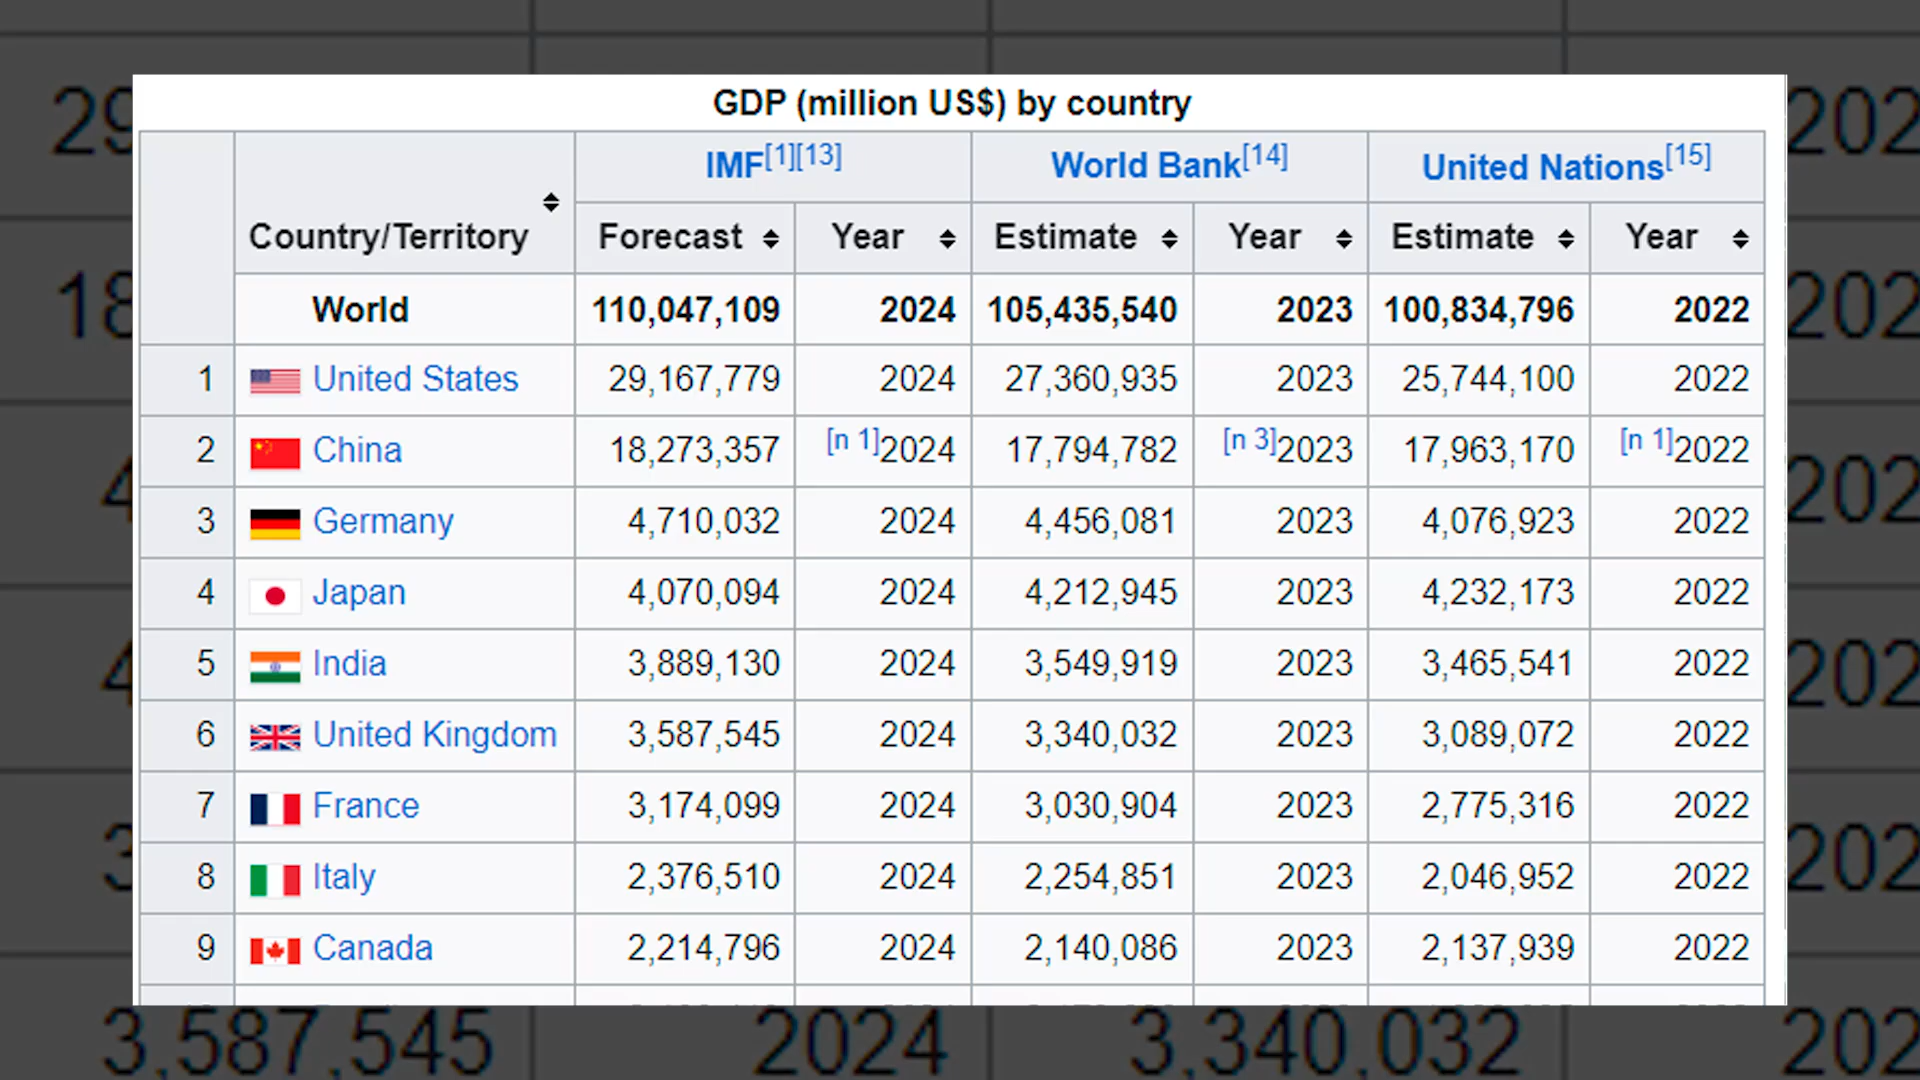 GDP (million US$) by country
IMF[1][13] World Bank[14] United Nations[15]
Country/Territory Forecast Year Estimate Year Estimate Year
World 110,047,109 2024 105,435,540 2023 100,834,796 2022
1 United States 29,167,779 2024 27,360,935 2023 25,744,100 2022
2 China 18,273,357 [n 1]2024 17,794,782 [n 3]2023 17,963,170 [n 1]2022
3 Germany 4,710,032 2024 4,456,081 2023 4,076,923 2022
4 Japan 4,070,094 2024 4,212,945 2023 4,232,173 2022
5 India 3,889,130 2024 3,549,919 2023 3,465,541 2022
6 United Kingdom 3,587,545 2024 3,340,032 2023 3,089,072 2022
7 France 3,174,099 2024 3,030,904 2023 2,775,316 2022
8 Italy 2,376,510 2024 2,254,851 2023 2,046,952 2022
9 Canada 2,214,796 2024 2,140,086 2023 2,137,939 2022
3,587,545 2024 3,340,032 202